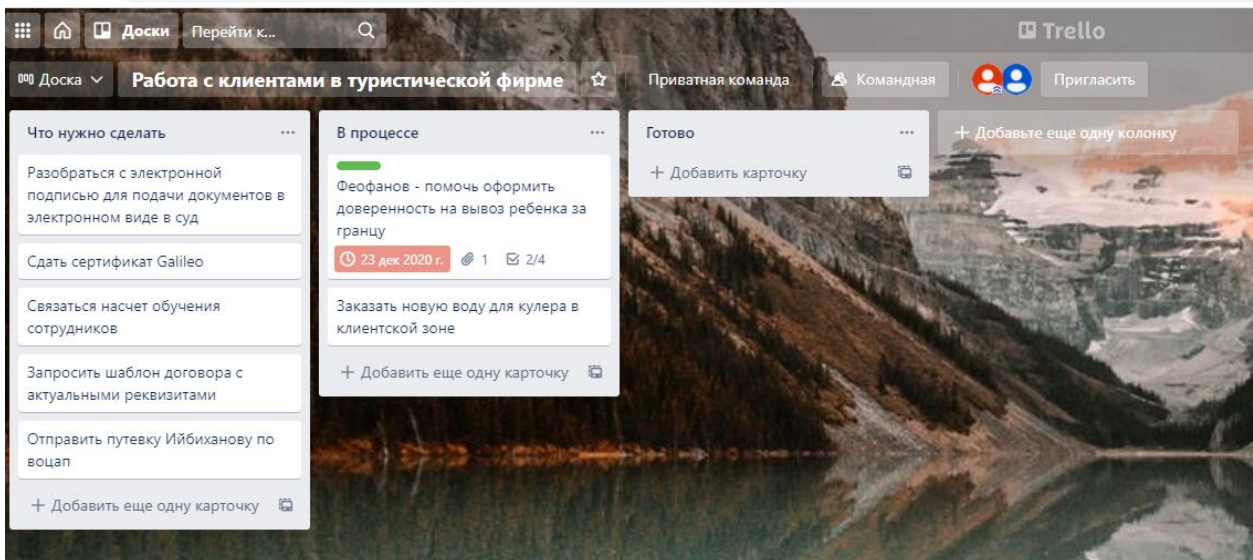 Доски
Перейти к...
Trello
Доска
Работа с клиентами в туристической фирме
Приватная команда
Командная
Пригласить
Что нужно сделать
Разобраться с электронной
подписью для подачи документов в
электронном виде в суд
Сдать сертификат Galileo
Связаться насчет обучения
сотрудников
Запросить шаблон договора с
актуальными реквизитами
Отправить путевку Ийбиханову по
воцап
+ Добавить еще одну карточку
В процессе
Феофанов - помочь оформить
доверенность на вывоз ребенка за
гранцу
23 дек 2020 г. 1 2/4
Заказать новую воду для кулера в
клиентской зоне
+ Добавить еще одну карточку
Готово
+ Добавить карточку
+ Добавьте еще одну колонку